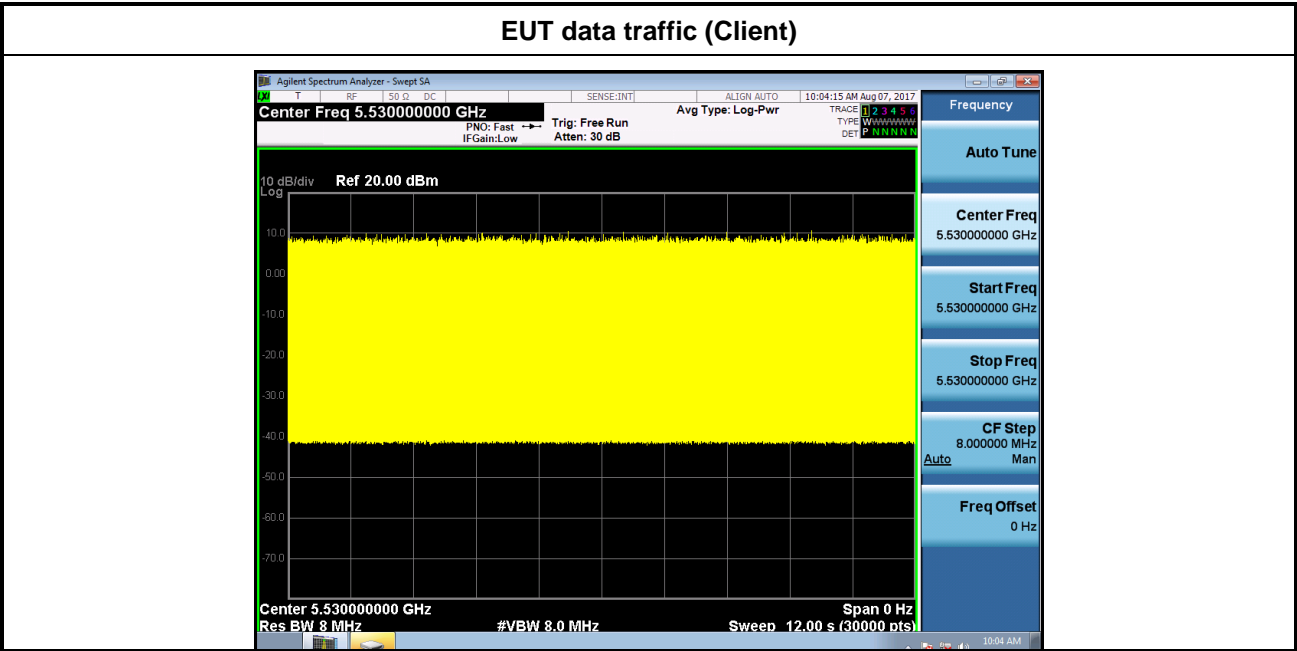 EUT data traffic (Client)
Agilent Spectrum Analyzer - Swept SA
T RF 50 Ω DC SENSE:INT ALIGN AUTO 10:04:15 AM Aug 07, 2017
Center Freq 5.530000000 GHz
PNO: Fast
IFGain:Low
Trig: Free Run
Atten: 30 dB
Avg Type: Log-Pwr
TRACE 1 2 3 4 5 6
TYPE WWWWWW
DET P N N N N N
10 dB/div Ref 20.00 dBm
Log
10.0
0.00
-10.0
-20.0
-30.0
-40.0
-50.0
-60.0
-70.0
Center 5.530000000 GHz Span 0 Hz
Res BW 8 MHz #VBW 8.0 MHz Sweep 12.00 s (30000 pts)
Frequency
Auto Tune
Center Freq
5.530000000 GHz
Start Freq
5.530000000 GHz
Stop Freq
5.530000000 GHz
CF Step
8.000000 MHz
Auto Man
Freq Offset
0 Hz
10:04 AM